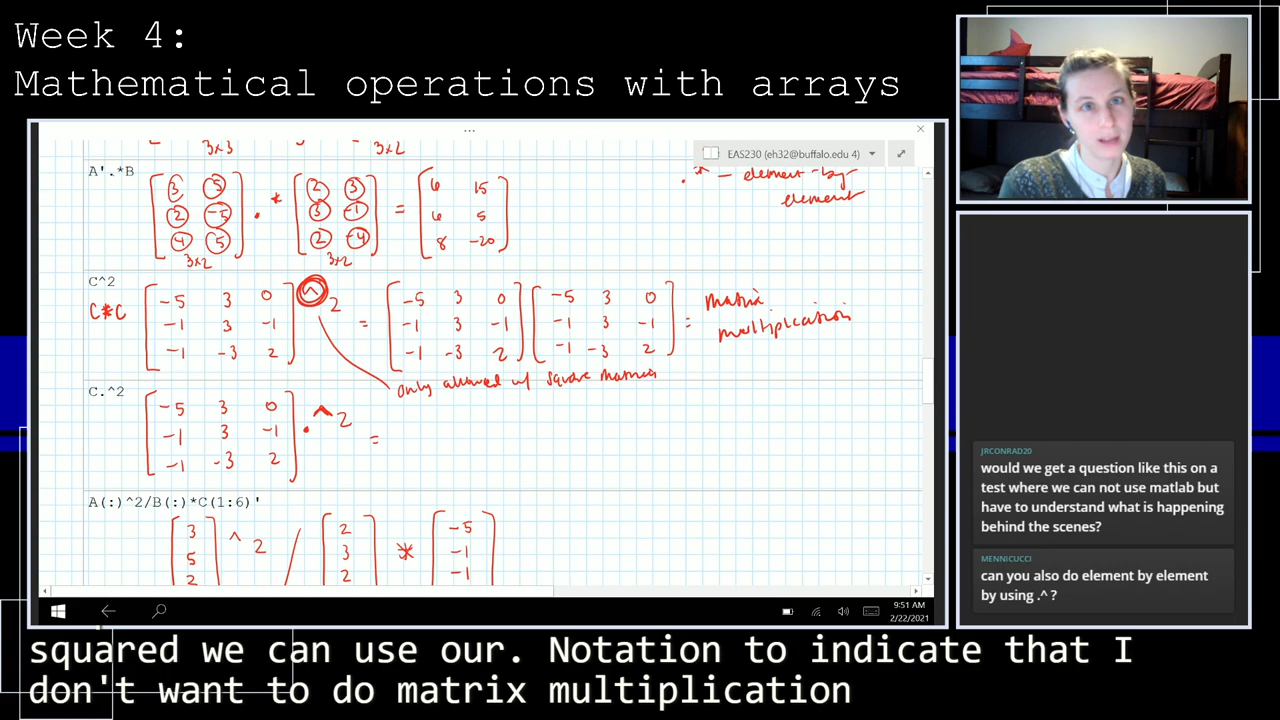 Week 4:
Mathematical operations with arrays
...
3x3
3x2
EAS230 (eh32@buffalo.edu 4)
A'.*B
3 5
2 -5
4 5
3x2
.*
2 3
3 -1
2 -4
3x2
=
6 15
6 5
8 -20
.* — element-by-
element
C^2
C*C
-5 3 0
-1 3 -1
-1 -3 2
^2
=
-5 3 0
-1 3 -1
-1 -3 2
-5 3 0
-1 3 -1
-1 -3 2
=
matrix
multiplication
only allowed w/ square matrices
C.^2
-5 3 0
-1 3 -1
-1 -3 2
.^2
=
A(:)^2/B(:)*C(1:6)'
3
5
2
^2
/
2
3
2
*
-5
-1
-1
9:51 AM
2/22/2021
JRCONRAD20
would we get a question like this on a
test where we can not use matlab but
have to understand what is happening
behind the scenes?
MENNICUCCI
can you also do element by element
by using .^ ?
squared we can use our. Notation to indicate that I
don't want to do matrix multiplication